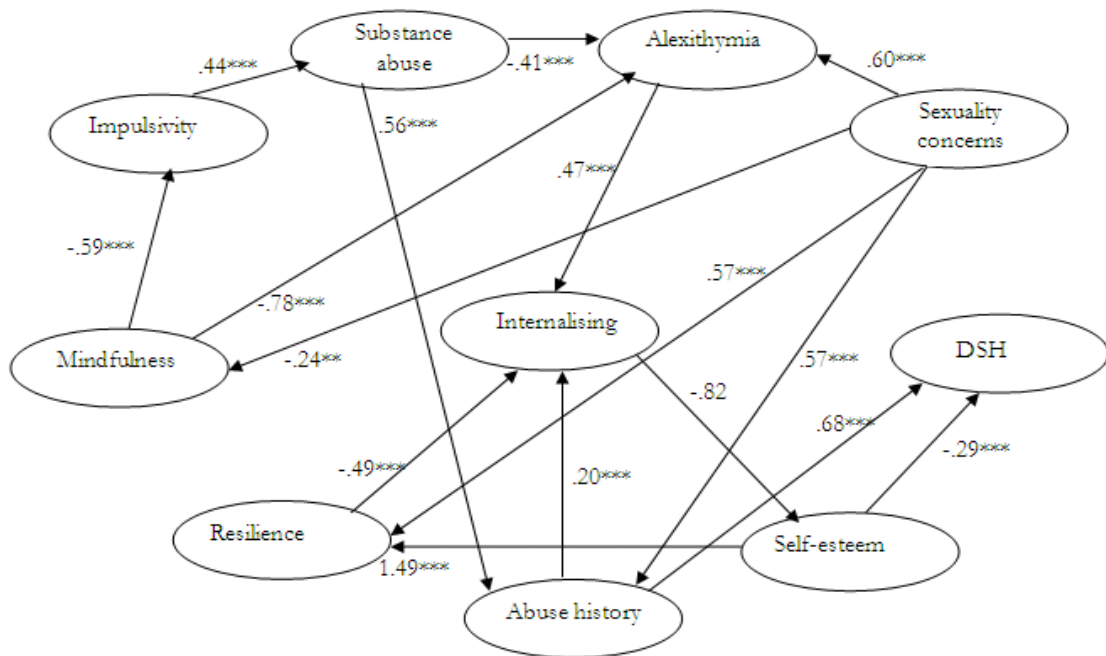 Substance
abuse
Alexithymia
-.41***
.60***
.44***
Impulsivity
.56***
Sexuality
concerns
.47***
-.59***
.57***
-.78***
Internalising
Mindfulness
-.24**
DSH
.57***
-.82
.68***
-.29***
-.49***
.20***
Resilience
Self-esteem
1.49***
Abuse history